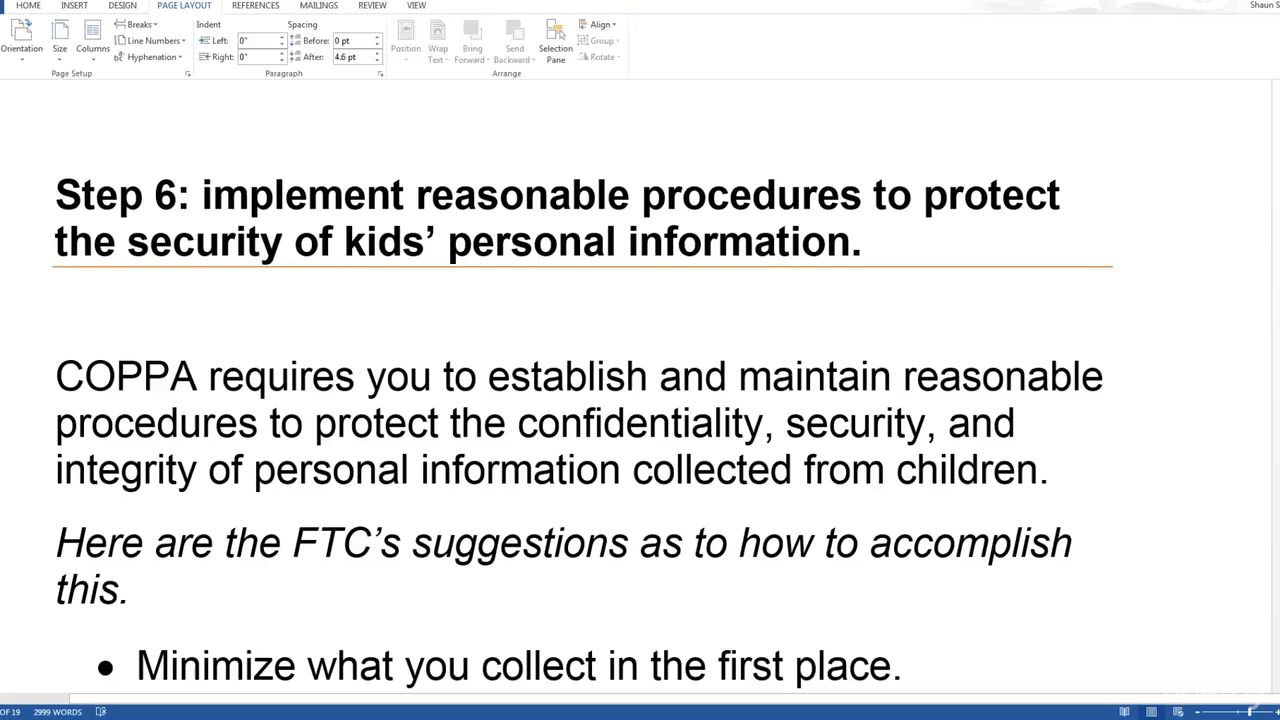 HOME INSERT DESIGN PAGE LAYOUT REFERENCES MAILINGS REVIEW VIEW Shaun S
Breaks Indent Spacing Align
Line Numbers Left: 0" Before: 0 pt Group
Orientation Size Columns Hyphenation Right: 0" After: 4.6 pt Position Wrap Text Bring Forward Send Backward Selection Pane Rotate
Page Setup Paragraph Arrange
Step 6: implement reasonable procedures to protect
the security of kids’ personal information.
COPPA requires you to establish and maintain reasonable
procedures to protect the confidentiality, security, and
integrity of personal information collected from children.
Here are the FTC’s suggestions as to how to accomplish
this.
• Minimize what you collect in the first place.
OF 19 2999 WORDS